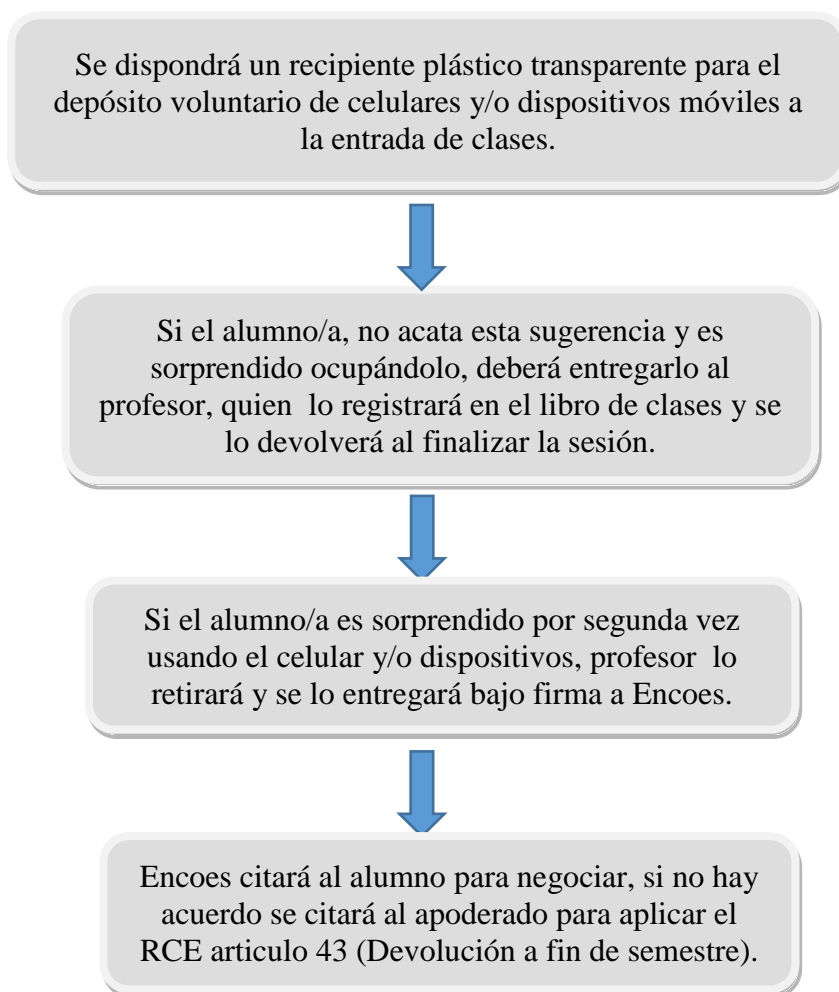 Se dispondrá un recipiente plástico transparente para el
depósito voluntario de celulares y/o dispositivos móviles a
la entrada de clases.
Si el alumno/a, no acata esta sugerencia y es
sorprendido ocupándolo, deberá entregarlo al
profesor, quien lo registrará en el libro de clases y se
lo devolverá al finalizar la sesión.
Si el alumno/a es sorprendido por segunda vez
usando el celular y/o dispositivos, profesor lo
retirará y se lo entregará bajo firma a Encoes.
Encoes citará al alumno para negociar, si no hay
acuerdo se citará al apoderado para aplicar el
RCE articulo 43 (Devolución a fin de semestre).